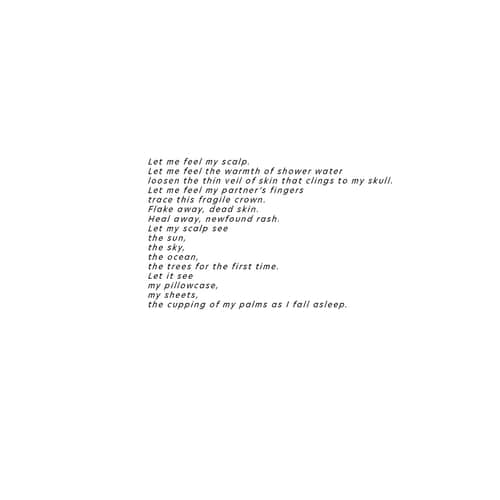 Let me feel my scalp.
Let me feel the warmth of shower water
loosen the thin veil of skin that clings to my skull.
Let me feel my partner's fingers
trace this fragile crown.
Flake away, dead skin.
Heal away, newfound rash.
Let my scalp see
the sun,
the sky,
the ocean,
the trees for the first time.
Let it see
my pillowcase,
my sheets,
the cupping of my palms as I fall asleep.